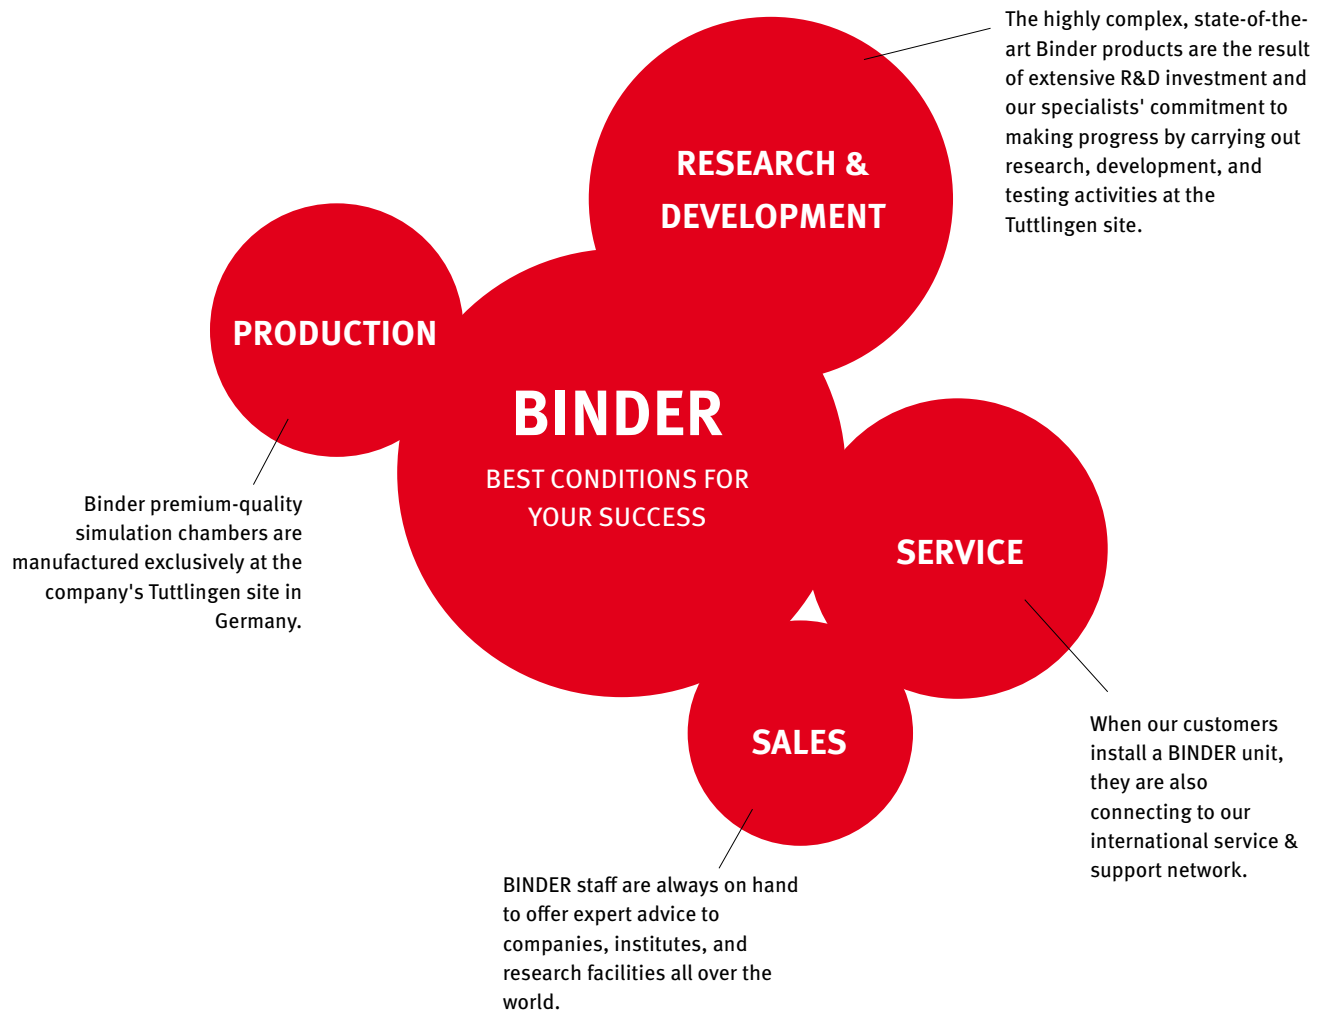 The highly complex, state-of-the-
art Binder products are the result
of extensive R&D investment and
our specialists' commitment to
making progress by carrying out
research, development, and
testing activities at the
Tuttlingen site.
RESEARCH &
DEVELOPMENT
PRODUCTION
BINDER
BEST CONDITIONS FOR
YOUR SUCCESS
Binder premium-quality
simulation chambers are
manufactured exclusively at the
company's Tuttlingen site in
Germany.
SERVICE
SALES
When our customers
install a BINDER unit,
they are also
connecting to our
international service &
support network.
BINDER staff are always on hand
to offer expert advice to
companies, institutes, and
research facilities all over the
world.